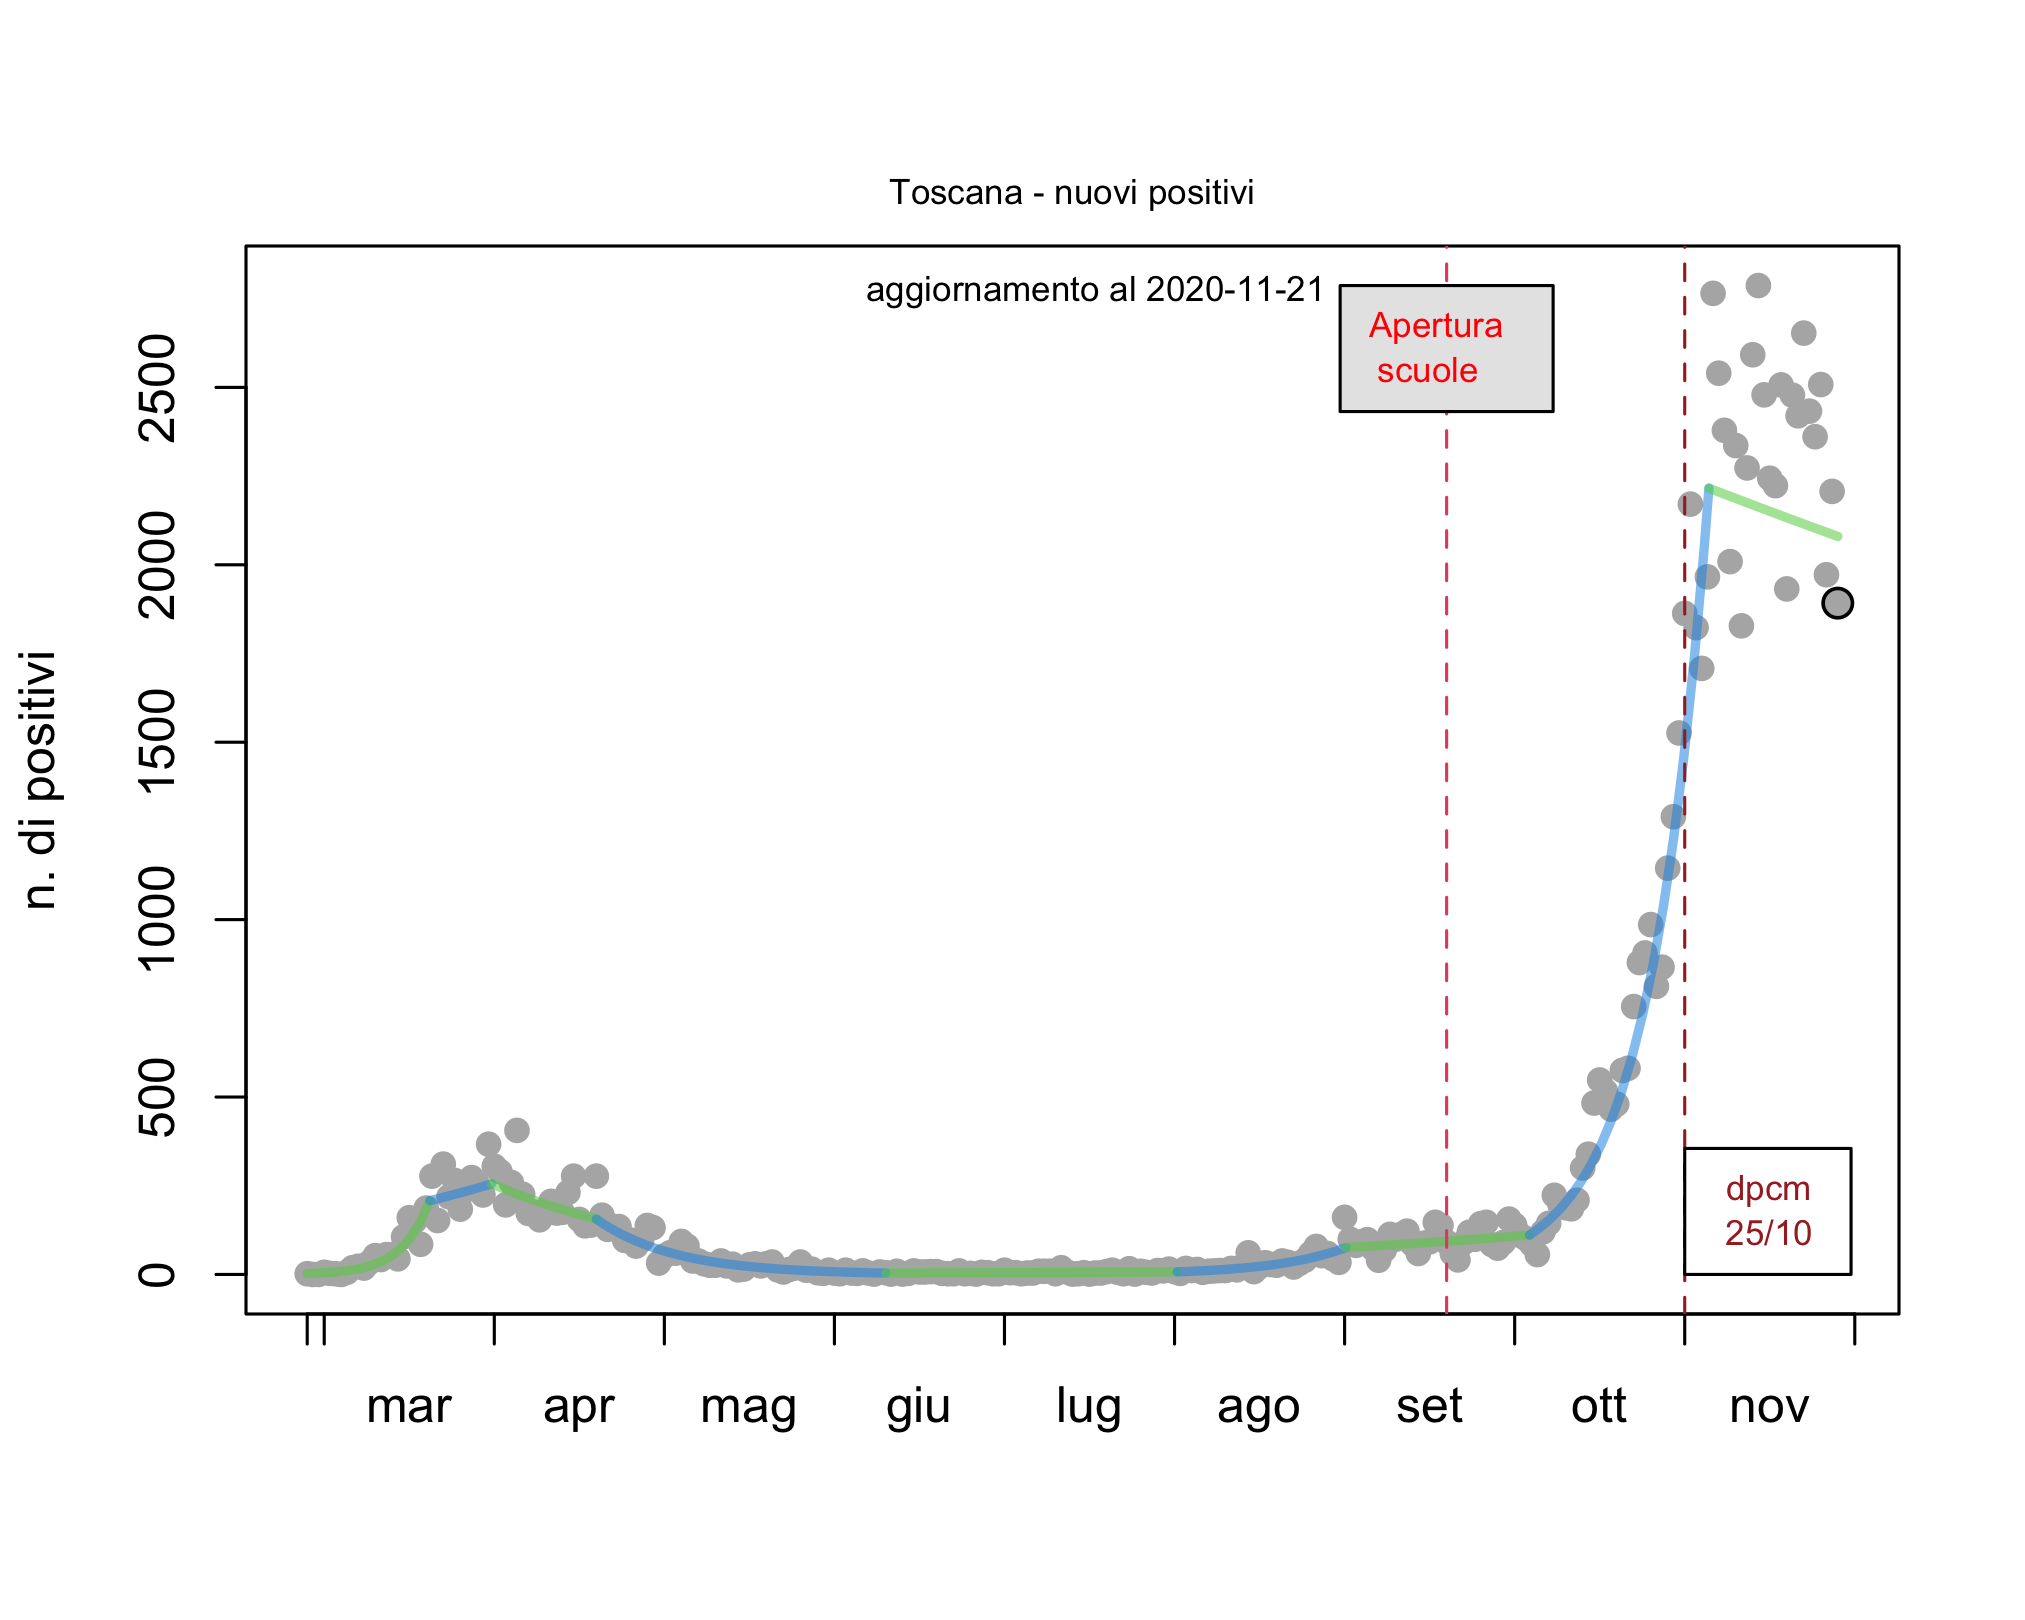 Toscana - nuovi positivi
aggiornamento al 2020-11-21
Apertura
scuole
n. di positivi
2500
2000
1500
1000
500
0
dpcm
25/10
mar apr mag giu lug ago set ott nov